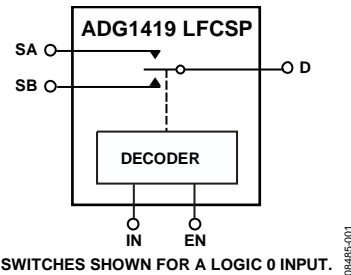 ADG1419 LFCSP
SA
SB
D
DECODER
IN
EN
SWITCHES SHOWN FOR A LOGIC 0 INPUT.
08485-001